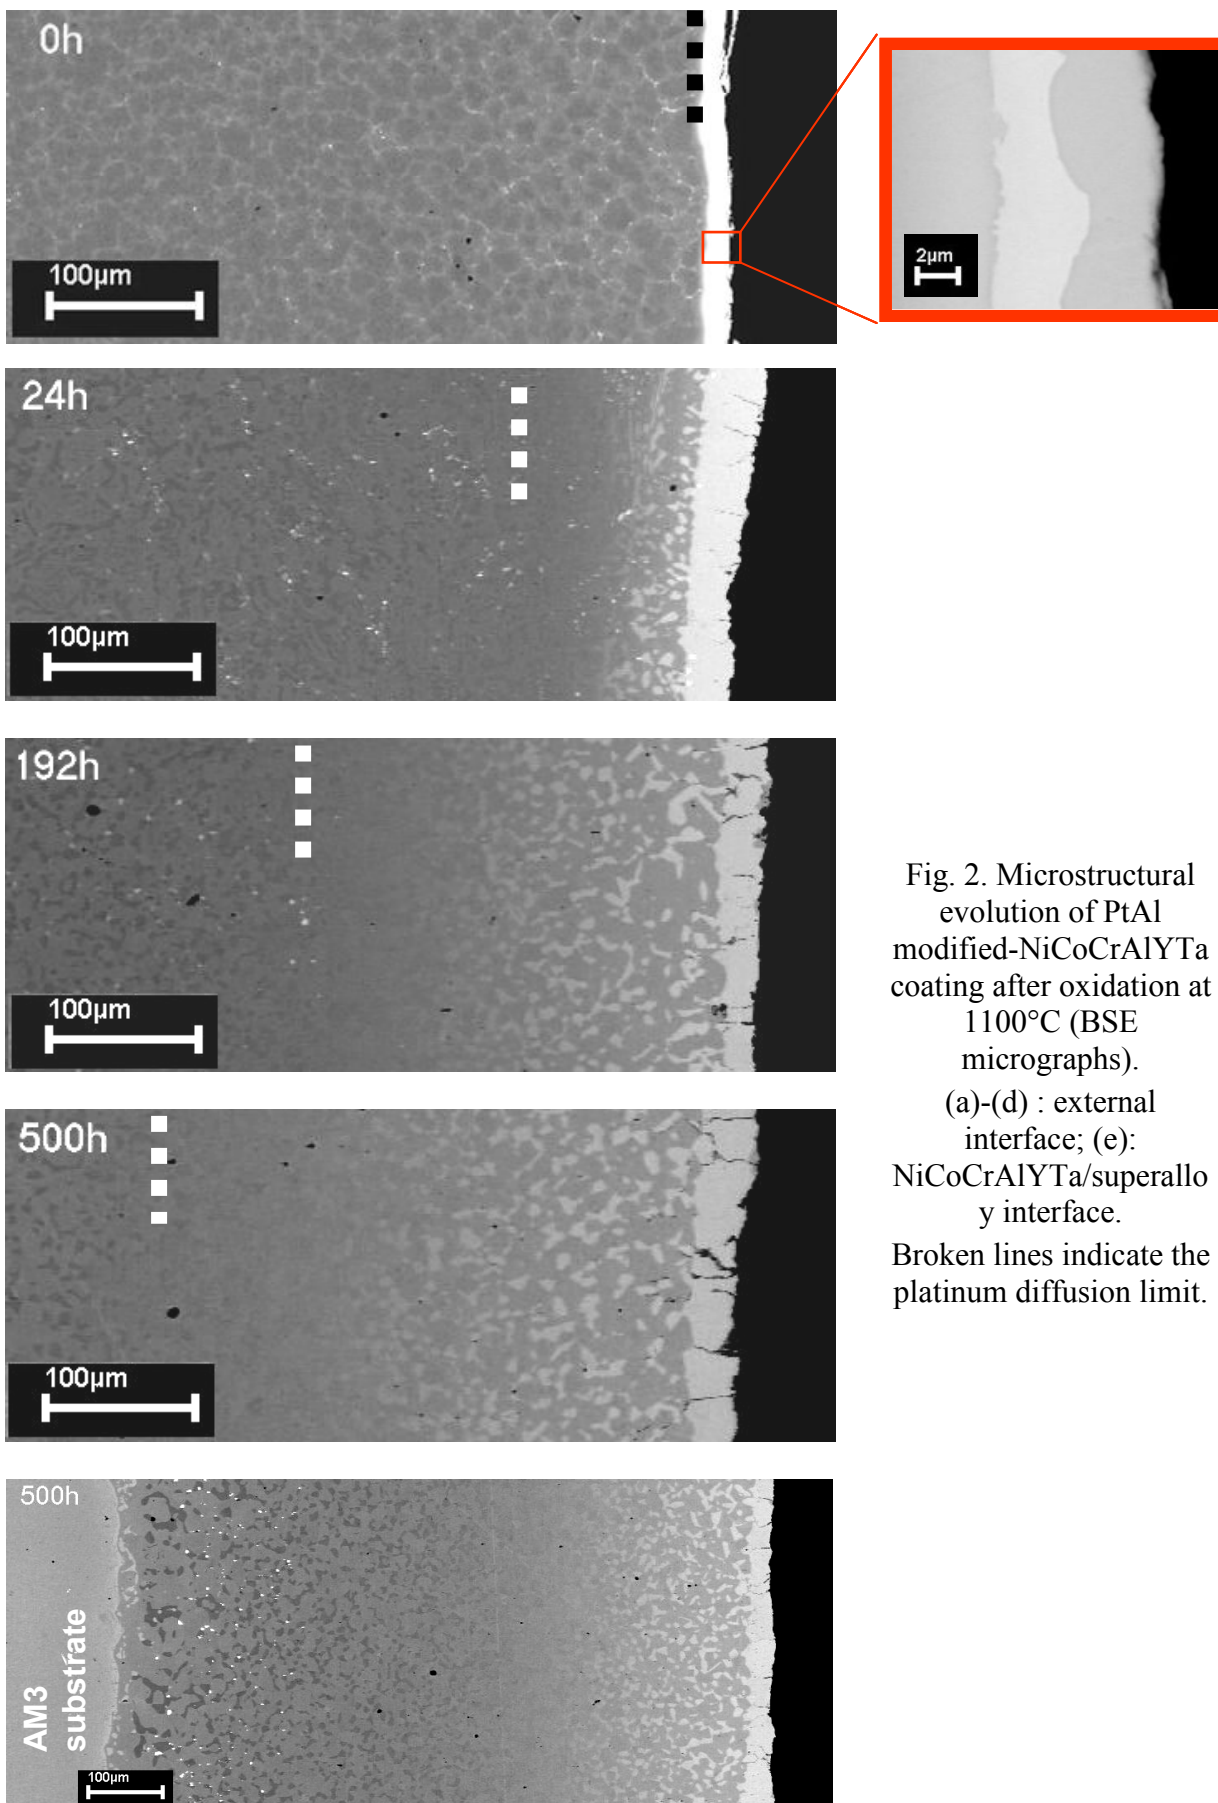 0h
100µm
2µm
24h
100µm
192h
100µm
500h
100µm
500h
AM3
substrate
100µm
Fig. 2. Microstructural
evolution of PtAl
modified-NiCoCrAlYTa
coating after oxidation at
1100°C (BSE
micrographs).
(a)-(d) : external
interface; (e):
NiCoCrAlYTa/superallo
y interface.
Broken lines indicate the
platinum diffusion limit.